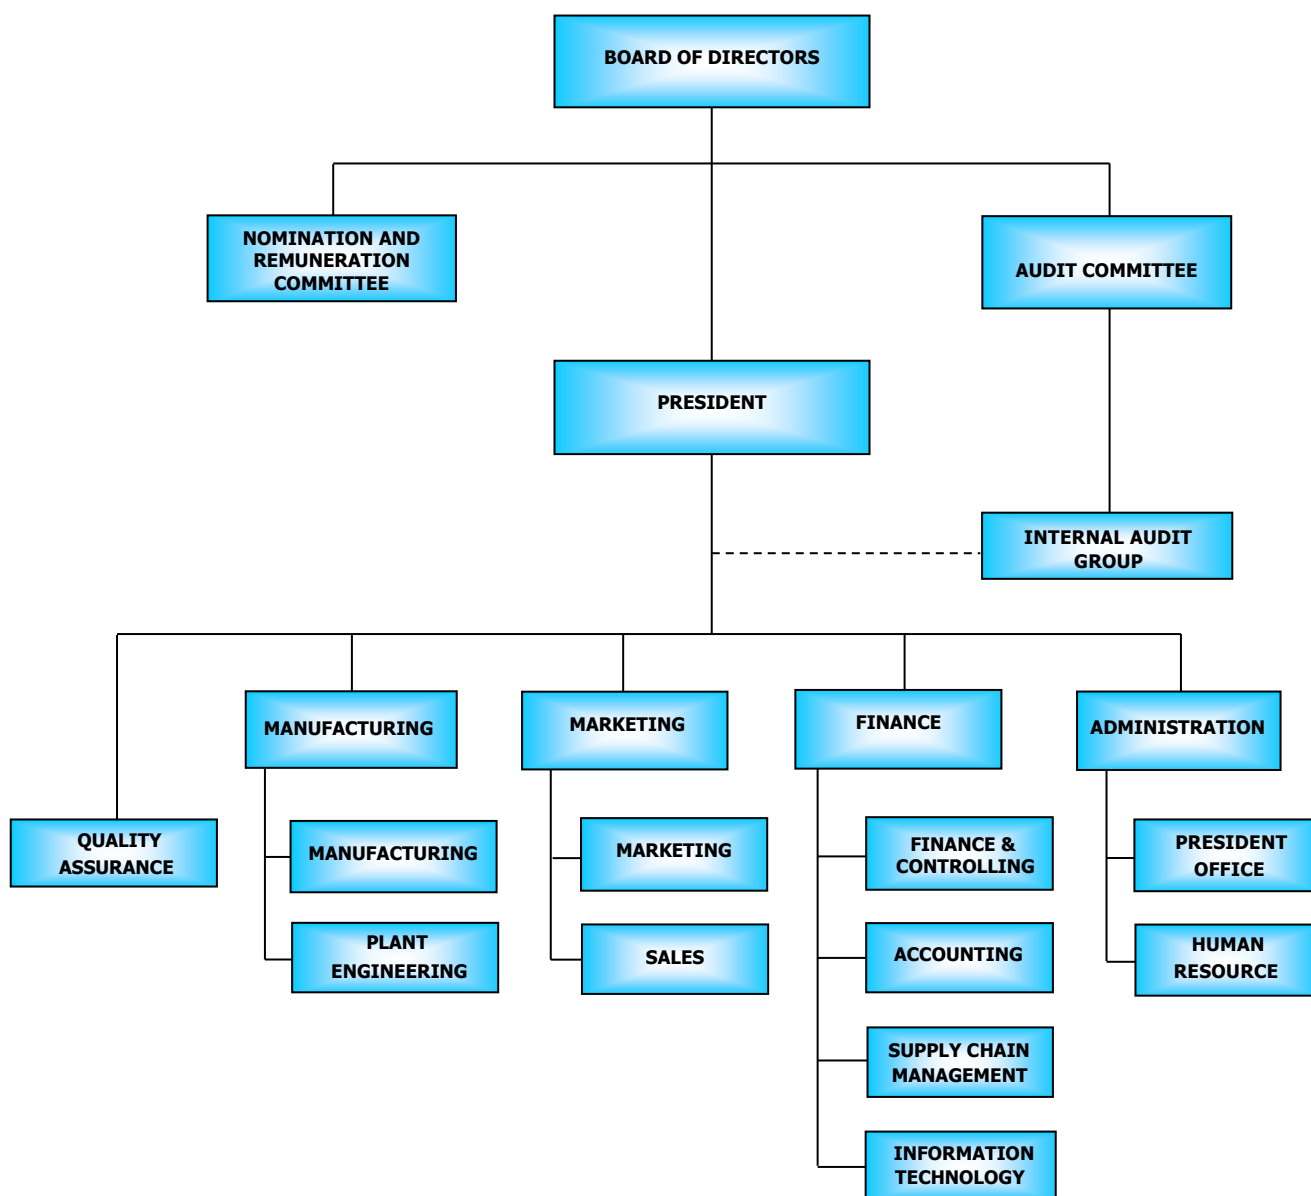 BOARD OF DIRECTORS
NOMINATION AND
REMUNERATION
COMMITTEE
AUDIT COMMITTEE
PRESIDENT
INTERNAL AUDIT
GROUP
MANUFACTURING
MARKETING
FINANCE
ADMINISTRATION
QUALITY
ASSURANCE
MANUFACTURING
MARKETING
FINANCE &
CONTROLLING
PRESIDENT
OFFICE
PLANT
ENGINEERING
SALES
ACCOUNTING
HUMAN
RESOURCE
SUPPLY CHAIN
MANAGEMENT
INFORMATION
TECHNOLOGY